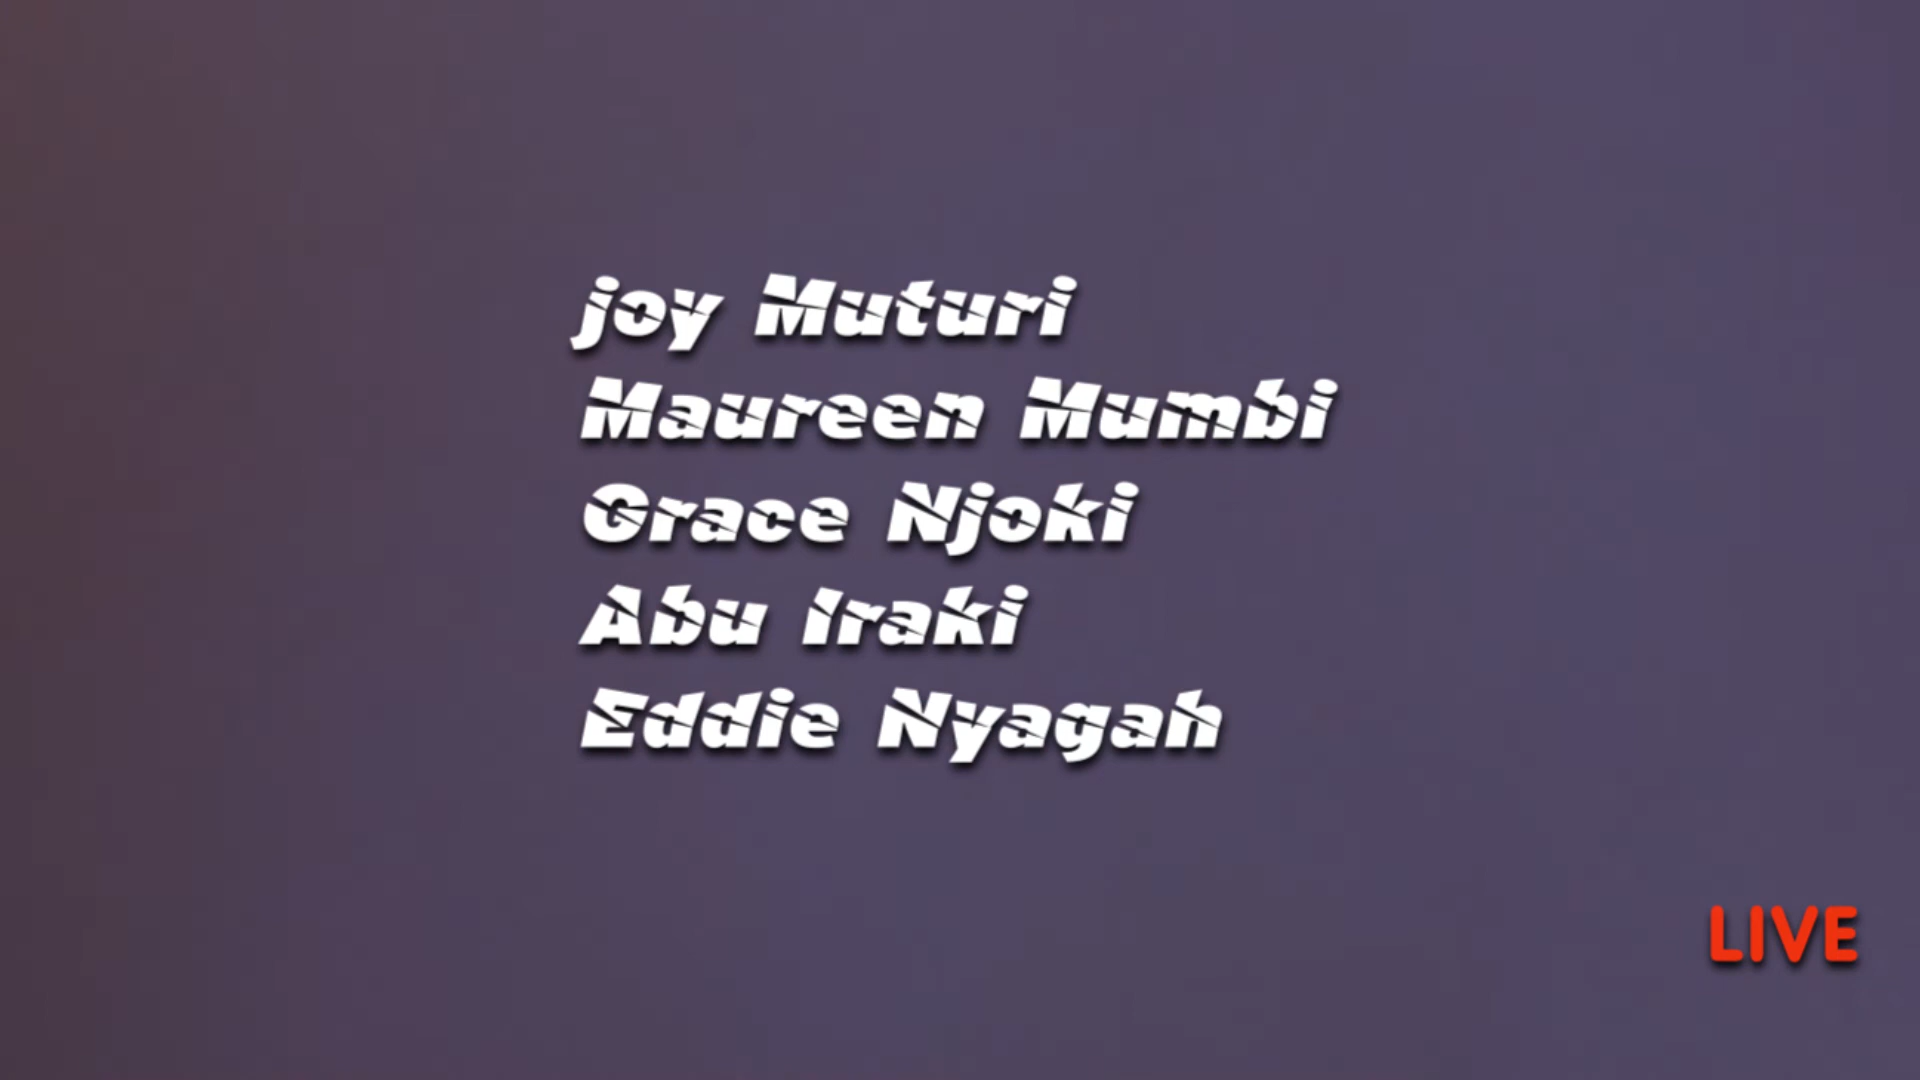 joy Muturi
Maureen Mumbi
Grace Njoki
Abu Iraki
Eddie Nyagah
LIVE